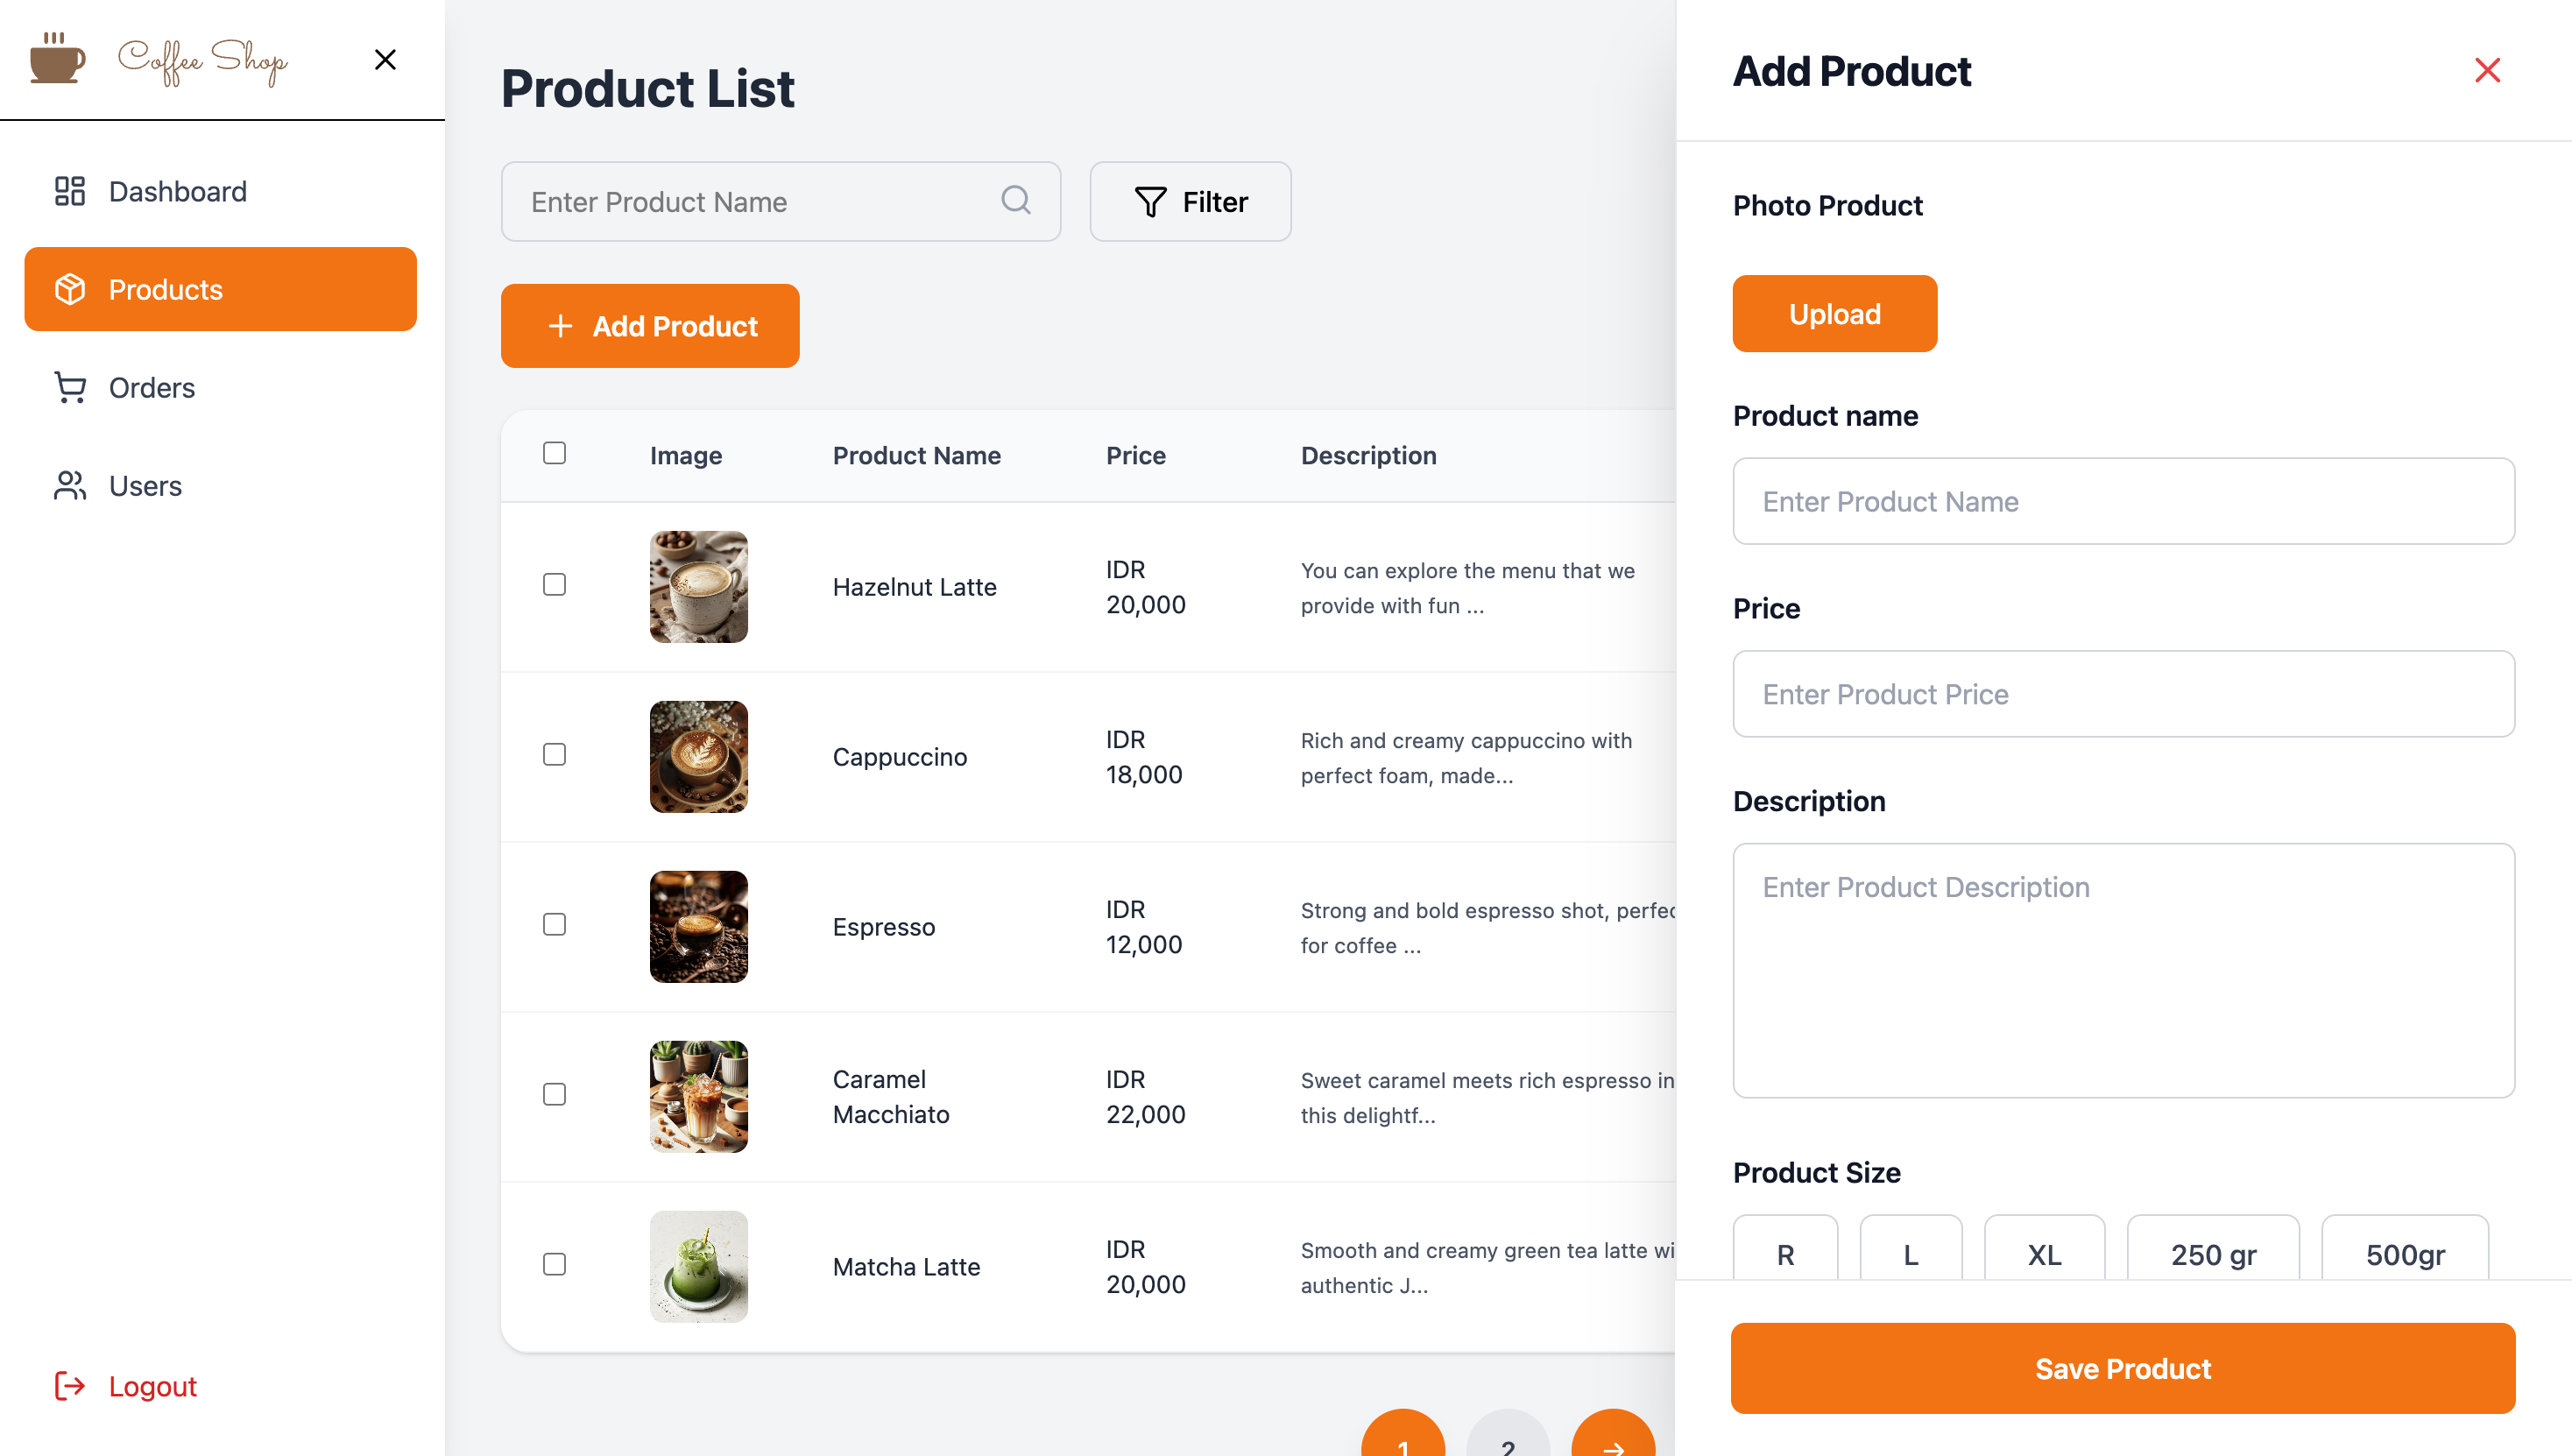 Coffee Shop
Dashboard
Products
Orders
Users
Logout
Product List
Enter Product Name
Filter
Add Product
Image
Product Name
Price
Description
Hazelnut Latte
IDR
20,000
You can explore the menu that we
provide with fun ...
Cappuccino
IDR
18,000
Rich and creamy cappuccino with
perfect foam, made...
Espresso
IDR
12,000
Strong and bold espresso shot,
for coffee ...
Caramel
Macchiato
IDR
22,000
Sweet caramel meets rich espresso in
this delightf...
Matcha Latte
IDR
20,000
Smooth and creamy green tea latte
authentic J...
1
2
Add Product
Photo Product
Upload
Product name
Enter Product Name
Price
Enter Product Price
Description
Enter Product Description
Product Size
R
L
XL
250 gr
500gr
Save Product